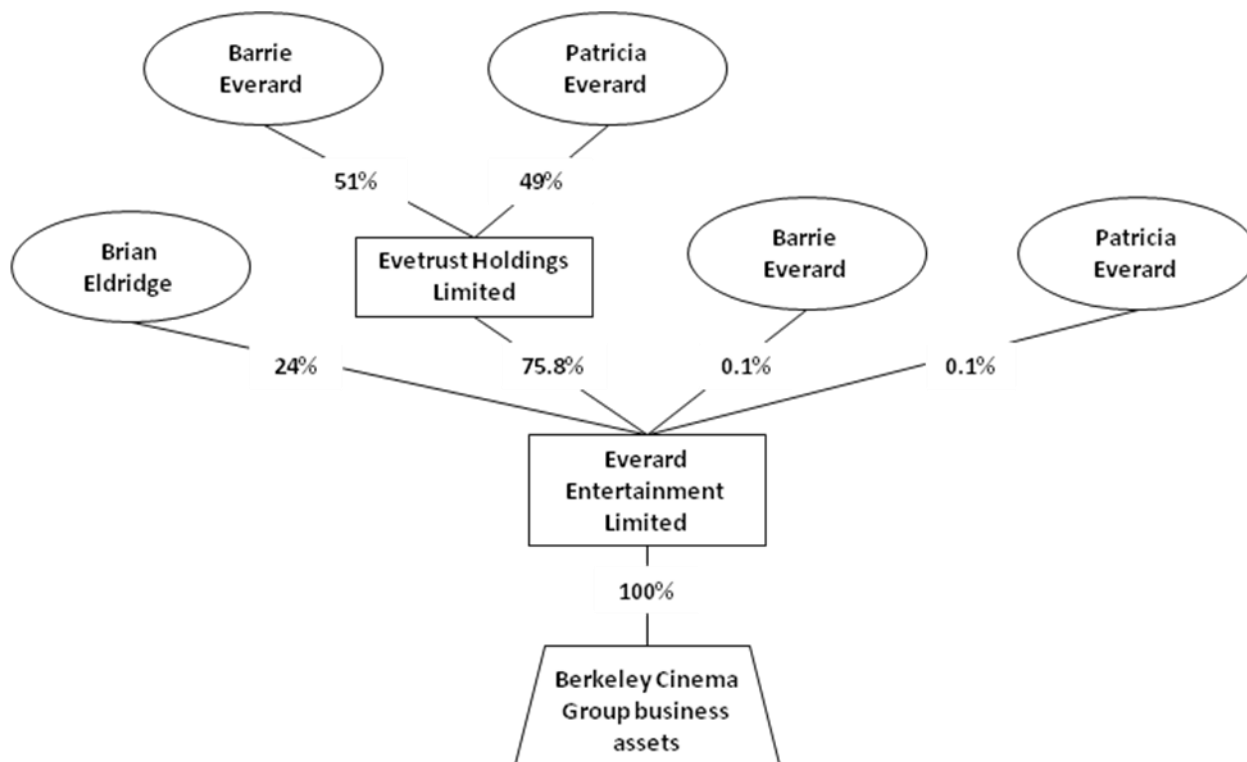 Barrie
Everard
Patricia
Everard
51%
49%
Brian
Eldridge
Evetrust Holdings
Limited
Barrie
Everard
Patricia
Everard
24%
75.8%
0.1%
0.1%
Everard
Entertainment
Limited
100%
Berkeley Cinema
Group business
assets